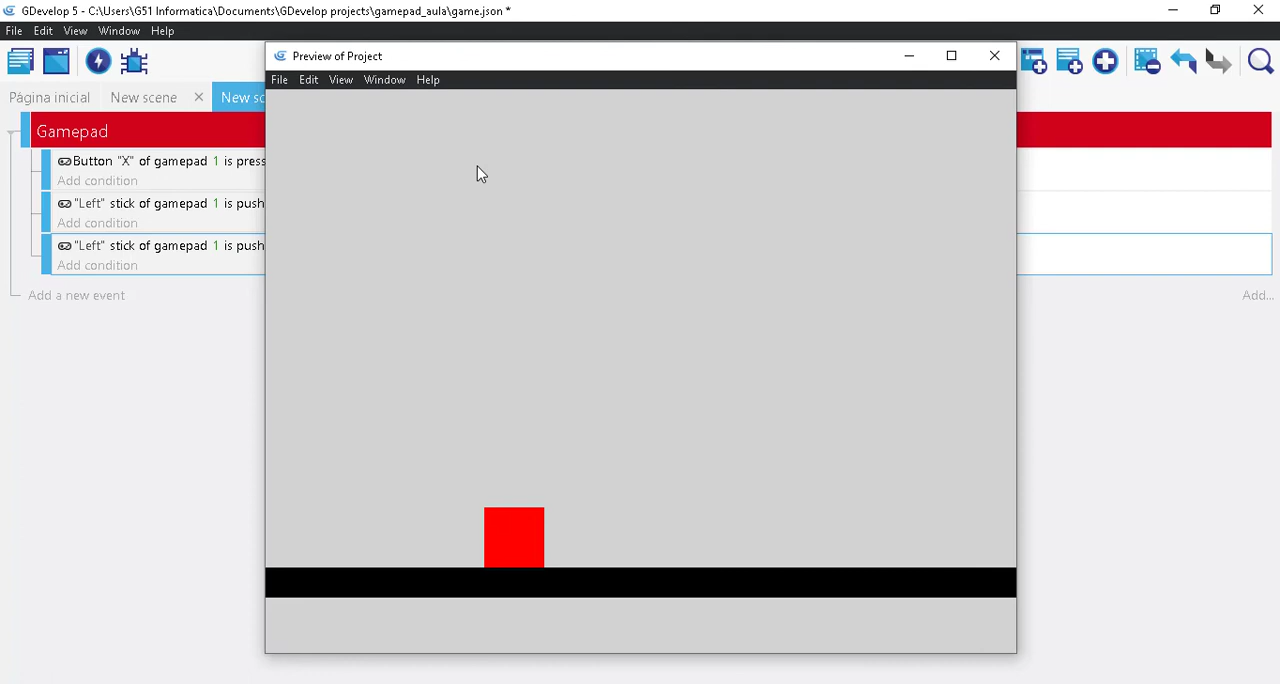 GDevelop 5 - C:\Users\G51 Informatica\Documents\GDevelop projects\gamepad_aula\game.json *
File Edit View Window Help
Preview of Project
File Edit View Window Help
Página inicial New scene × New sc
Gamepad
Button "X" of gamepad 1 is press
Add condition
"Left" stick of gamepad 1 is push
Add condition
"Left" stick of gamepad 1 is push
Add condition
Add a new event
Add...